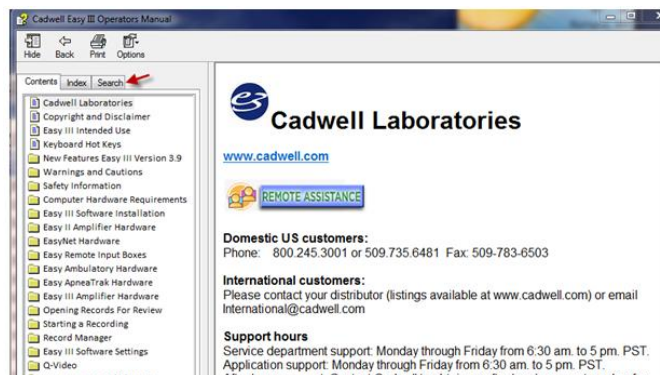 Cadwell Easy III Operators Manual
Hide Back Print Options
Contents Index Search
Cadwell Laboratories
Copyright and Disclaimer
Easy III Intended Use
Keyboard Hot Keys
New Features Easy III Version 3.9
Warnings and Cautions
Safety Information
Computer Hardware Requirements
Easy III Software Installation
Easy II Amplifier Hardware
EasyNet Hardware
Easy Remote Input Boxes
Easy Ambulatory Hardware
Easy ApneaTrak Hardware
Easy III Amplifier Hardware
Opening Records For Review
Starting a Recording
Record Manager
Easy III Software Settings
Q-Video
e3
Cadwell Laboratories
www.cadwell.com
REMOTE ASSISTANCE
Domestic US customers:
Phone: 800.245.3001 or 509.735.6481 Fax: 509-783-6503
International customers:
Please contact your distributor (listings available at www.cadwell.com) or email
International@cadwell.com
Support hours
Service department support: Monday through Friday from 6:30 am. to 5 pm. PST.
Application support: Monday through Friday from 6:30 am. to 5 pm. PST.